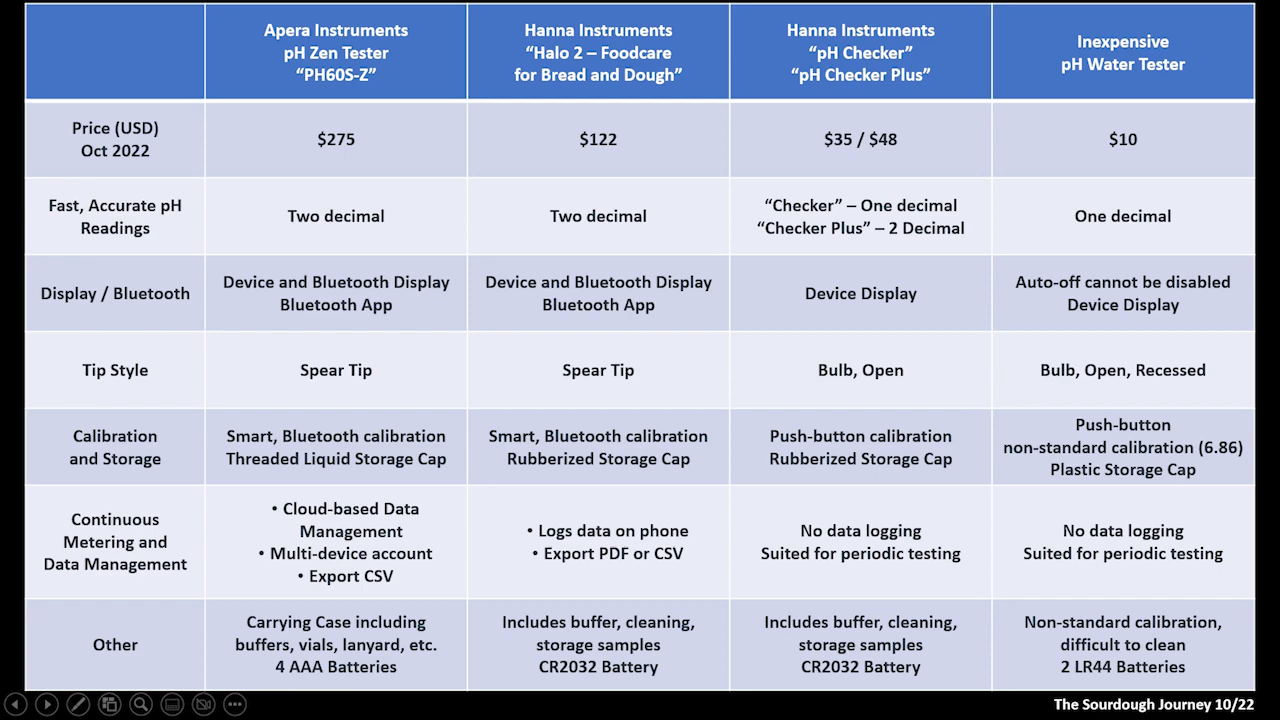 Apera Instruments
pH Zen Tester
“PH60S-Z”
Hanna Instruments
“Halo 2 – Foodcare
for Bread and Dough”
Hanna Instruments
“pH Checker”
“pH Checker Plus”
Inexpensive
pH Water Tester
Price (USD)
Oct 2022
$275
$122
$35 / $48
$10
Fast, Accurate pH
Readings
Two decimal
Two decimal
“Checker” – One decimal
“Checker Plus” – 2 Decimal
One decimal
Display / Bluetooth
Device and Bluetooth Display
Bluetooth App
Device and Bluetooth Display
Bluetooth App
Device Display
Auto-off cannot be disabled
Device Display
Tip Style
Spear Tip
Spear Tip
Bulb, Open
Bulb, Open, Recessed
Calibration
and Storage
Smart, Bluetooth calibration
Threaded Liquid Storage Cap
Smart, Bluetooth calibration
Rubberized Storage Cap
Push-button calibration
Rubberized Storage Cap
Push-button
non-standard calibration (6.86)
Plastic Storage Cap
Continuous
Metering and
Data Management
• Cloud-based Data
Management
• Multi-device account
• Export CSV
• Logs data on phone
• Export PDF or CSV
No data logging
Suited for periodic testing
No data logging
Suited for periodic testing
Other
Carrying Case including
buffers, vials, lanyard, etc.
4 AAA Batteries
Includes buffer, cleaning,
storage samples
CR2032 Battery
Includes buffer, cleaning,
storage samples
CR2032 Battery
Non-standard calibration,
difficult to clean
2 LR44 Batteries
The Sourdough Journey 10/22